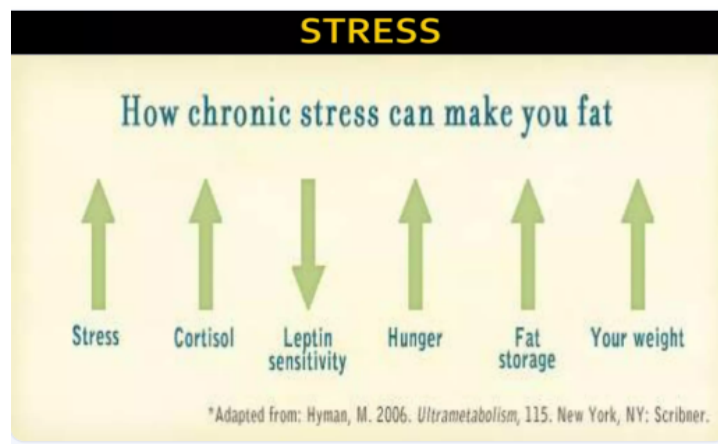 STRESS
How chronic stress can make you fat
Stress
Cortisol
Leptin
sensitivity
Hunger
Fat
storage
Your weight
*Adapted from: Hyman, M. 2006. Ultrametabolism, 115. New York, NY: Scribner.